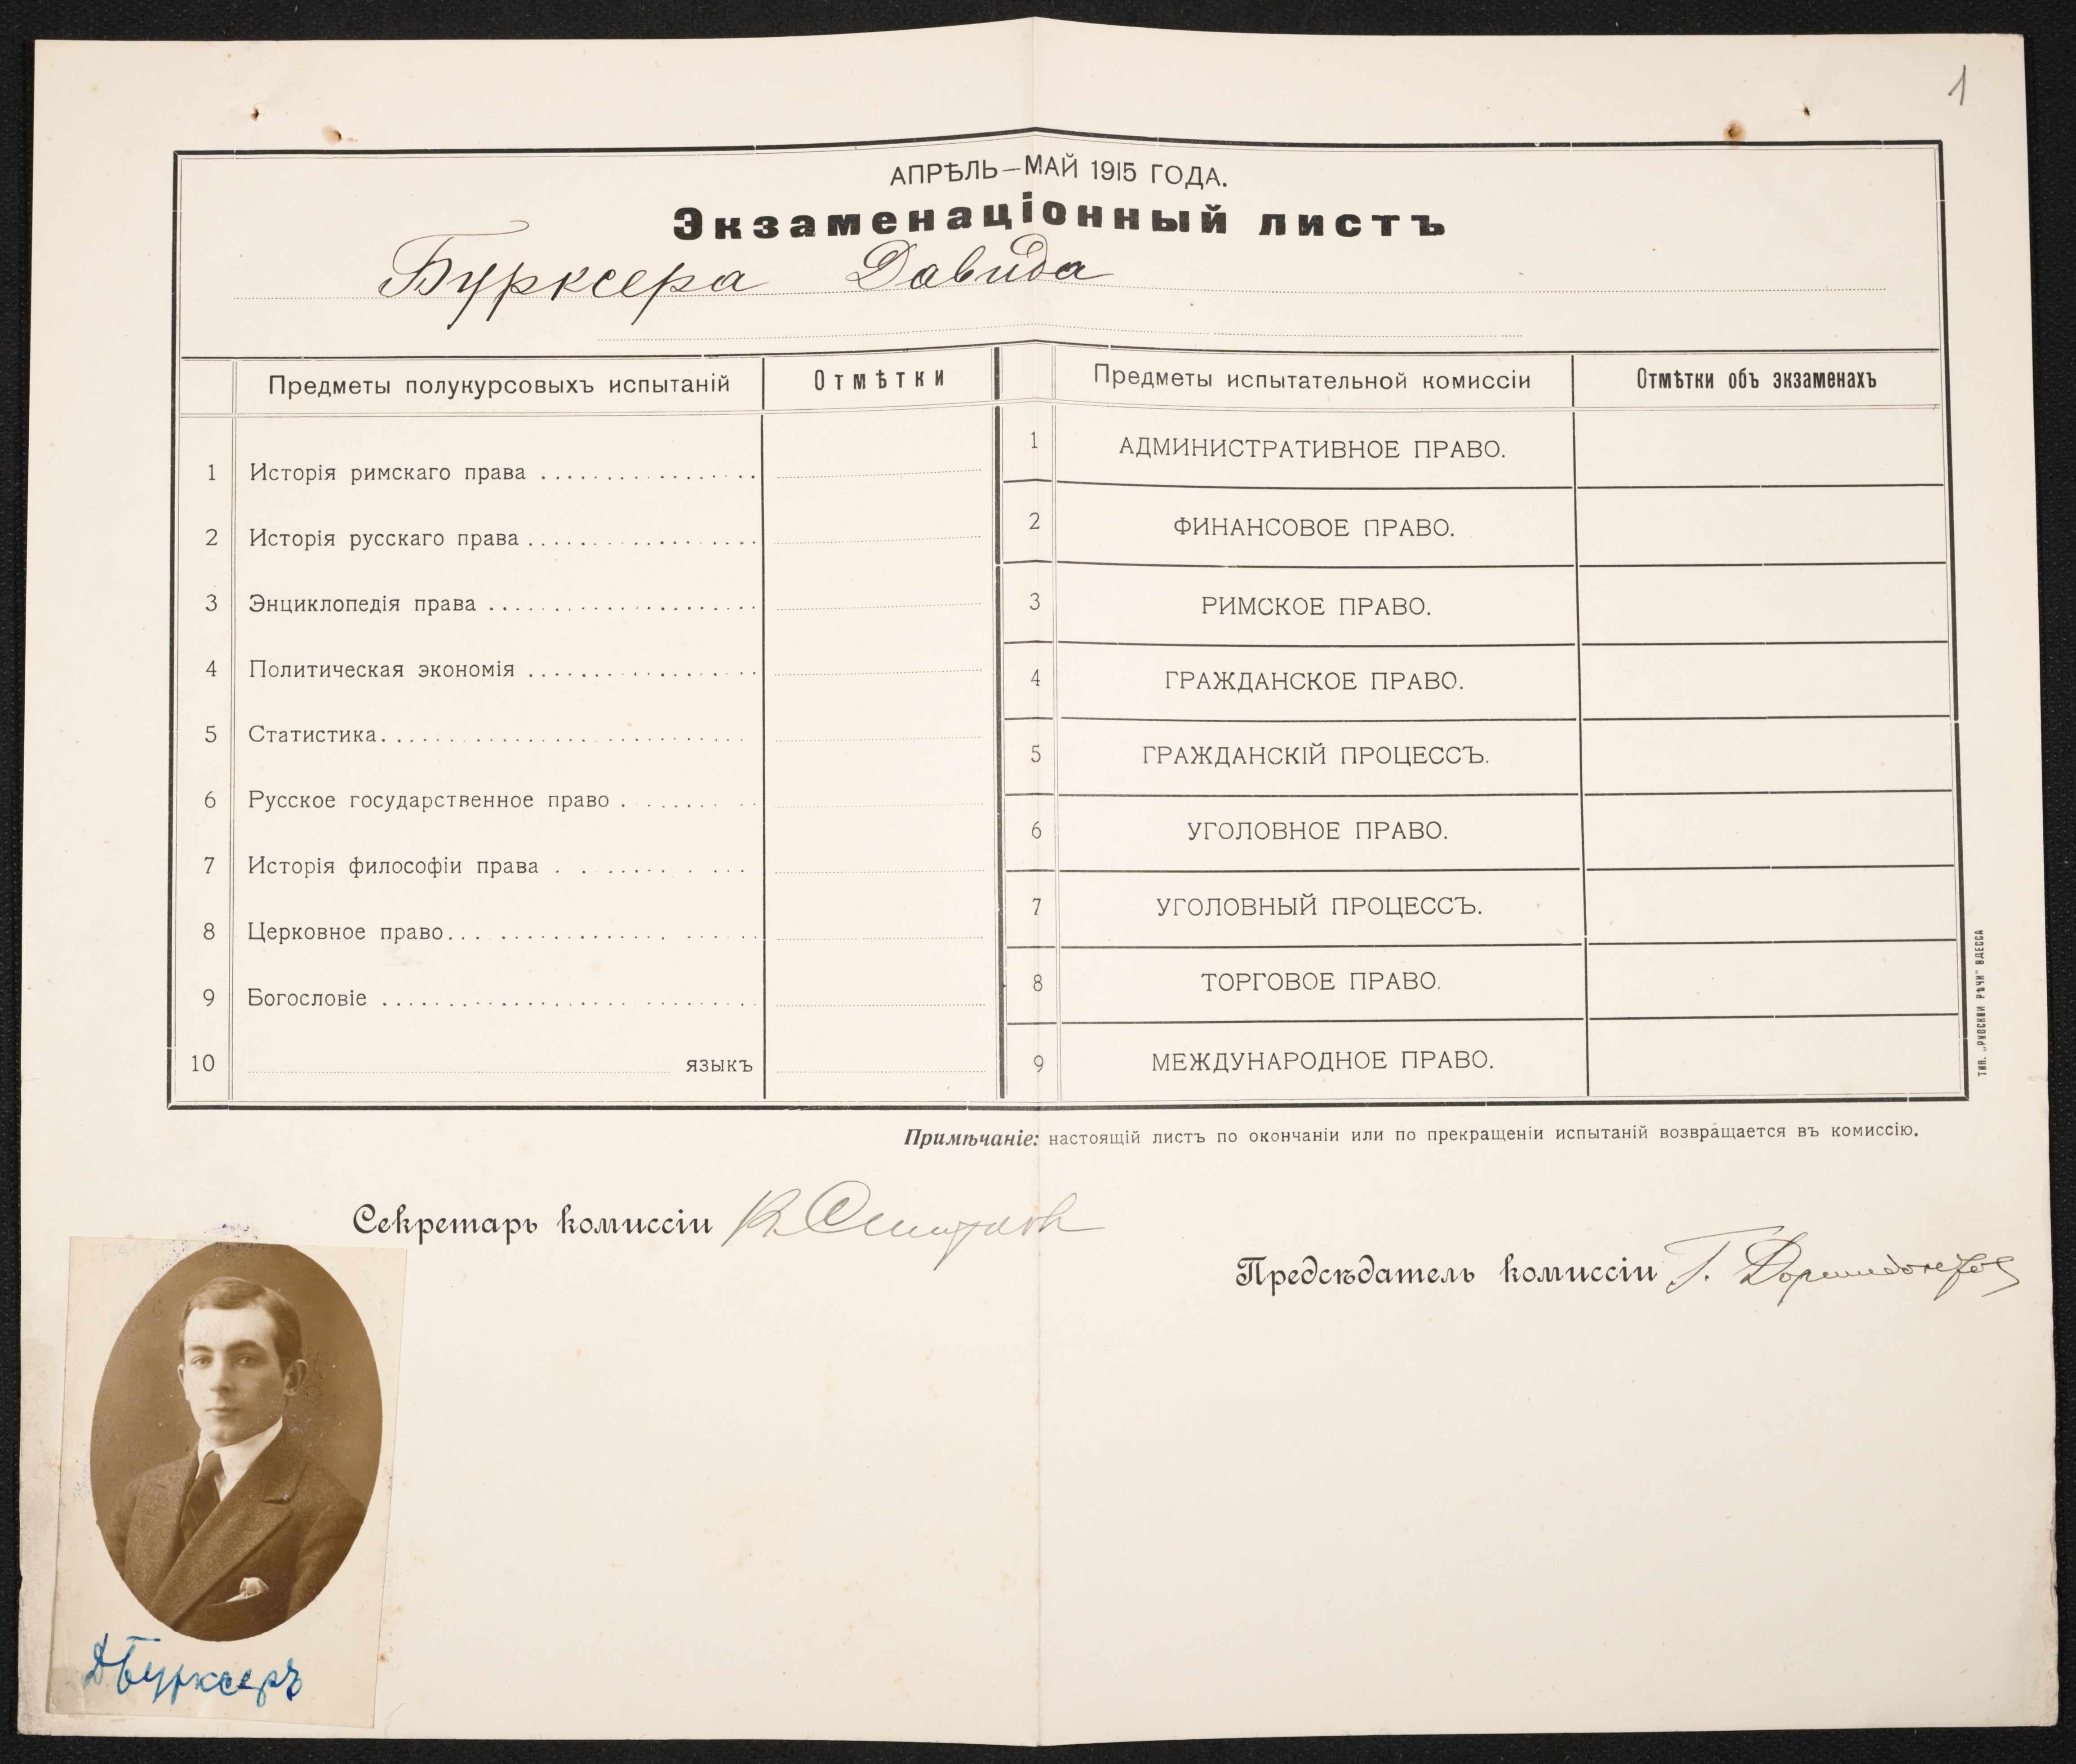 1
АПРѢЛЬ—МАЙ 1915 ГОДА.
Экзаменаціонный листъ
Бурксера Давида
Предметы полукурсовыхъ испытаній
Отмѣтки
1 Исторія римскаго права
2 Исторія русскаго права
3 Энциклопедія права
4 Политическая экономія
5 Статистика
6 Русское государственное право
7 Исторія философіи права
8 Церковное право
9 Богословіе
10 языкъ
Предметы испытательной комиссіи
Отмѣтки объ экзаменахъ
1 АДМИНИСТРАТИВНОЕ ПРАВО.
2 ФИНАНСОВОЕ ПРАВО.
3 РИМСКОЕ ПРАВО.
4 ГРАЖДАНСКОЕ ПРАВО.
5 ГРАЖДАНСКІЙ ПРОЦЕССЪ.
6 УГОЛОВНОЕ ПРАВО.
7 УГОЛОВНЫЙ ПРОЦЕССЪ.
8 ТОРГОВОЕ ПРАВО.
9 МЕЖДУНАРОДНОЕ ПРАВО.
ТИП. „РУССКОЙ РѢЧИ" ОДЕССА
Примѣчаніе: настоящій листъ по окончаніи или по прекращеніи испытаній возвращается въ комиссію.
Секретарь комиссіи
Предсѣдатель комиссіи Г.
ДБурксеръ